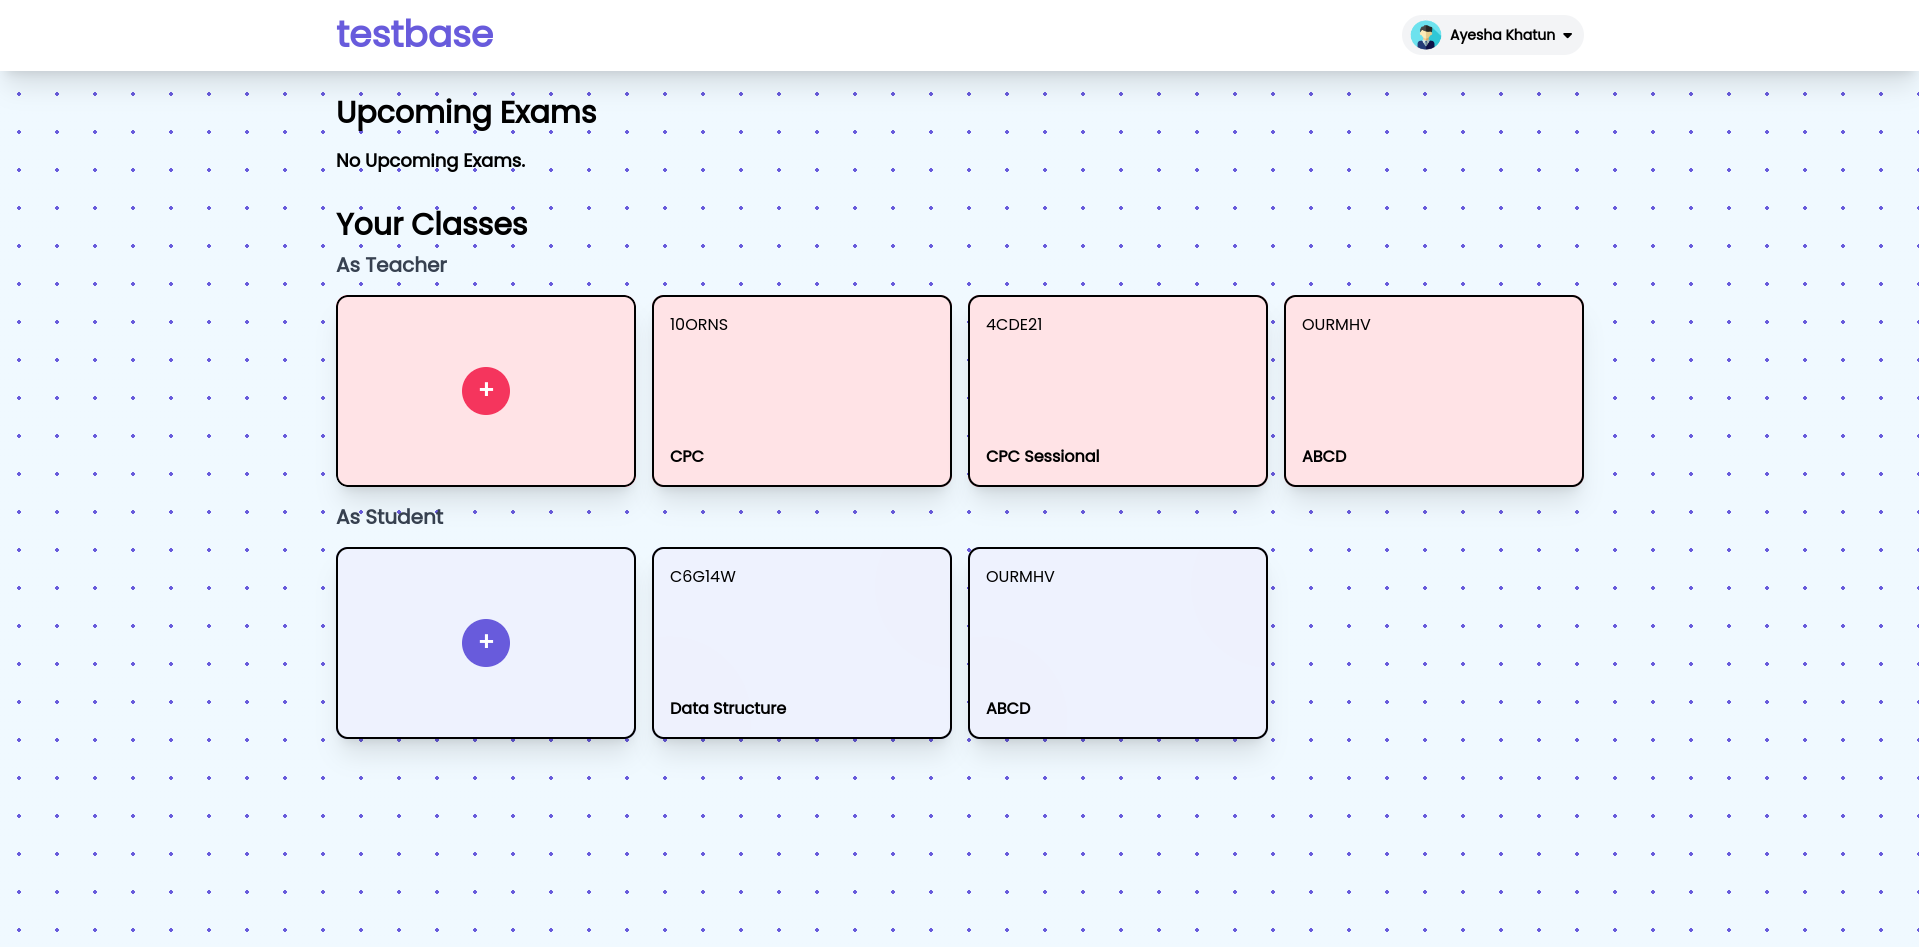 testbase
Ayesha Khatun
Upcoming Exams
No Upcoming Exams.
Your Classes
As Teacher
+
10ORNS
CPC
4CDE21
CPC Sessional
OURMHV
ABCD
As Student
+
C6G14W
Data Structure
OURMHV
ABCD